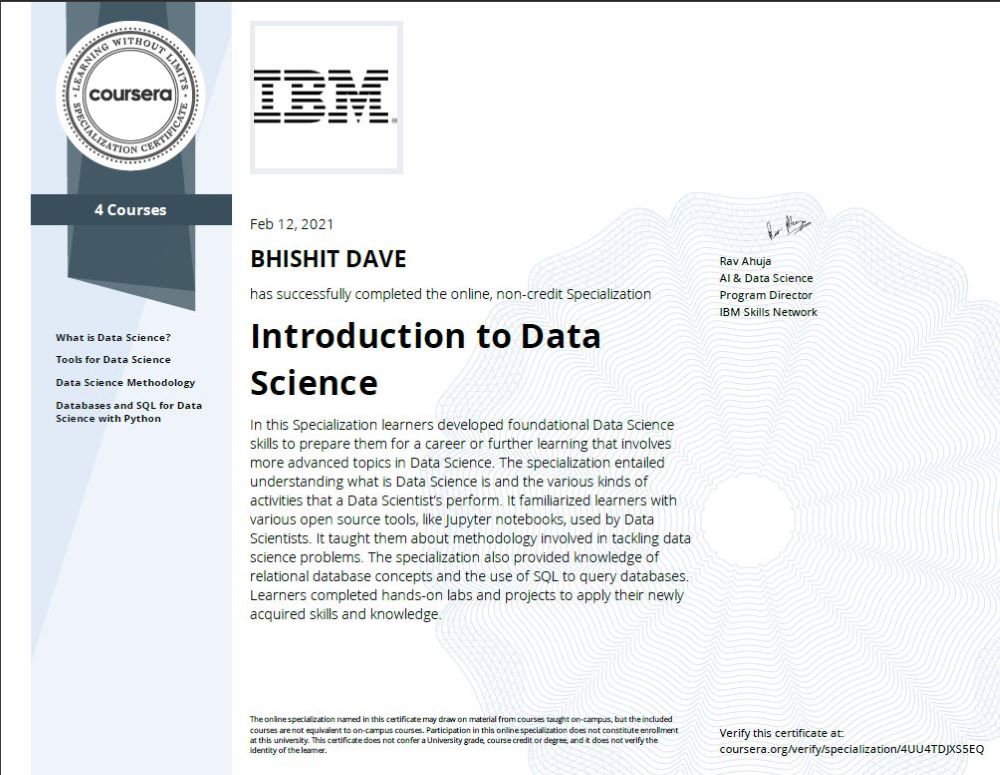 LEARNING WITHOUT LIMITS
coursera
SPECIALIZATION CERTIFICATE
4 Courses
What is Data Science?
Tools for Data Science
Data Science Methodology
Databases and SQL for Data
Science with Python
IBM®
Feb 12, 2021
BHISHIT DAVE
has successfully completed the online, non-credit Specialization
Introduction to Data
Science
In this Specialization learners developed foundational Data Science
skills to prepare them for a career or further learning that involves
more advanced topics in Data Science. The specialization entailed
understanding what is Data Science is and the various kinds of
activities that a Data Scientist's perform. It familiarized learners with
various open source tools, like Jupyter notebooks, used by Data
Scientists. It taught them about methodology involved in tackling data
science problems. The specialization also provided knowledge of
relational database concepts and the use of SQL to query databases.
Learners completed hands-on labs and projects to apply their newly
acquired skills and knowledge.
Rav Ahuja
Rav Ahuja
AI & Data Science
Program Director
IBM Skills Network
The online specialization named in this certificate may draw on material from courses taught on-campus, but the included
courses are not equivalent to on-campus courses. Participation in this online specialization does not constitute enrollment
at this university. This certificate does not confer a University grade, course credit or degree, and it does not verify the
identity of the learner.
Verify this certificate at:
coursera.org/verify/specialization/4UU4TDJXS5EQ